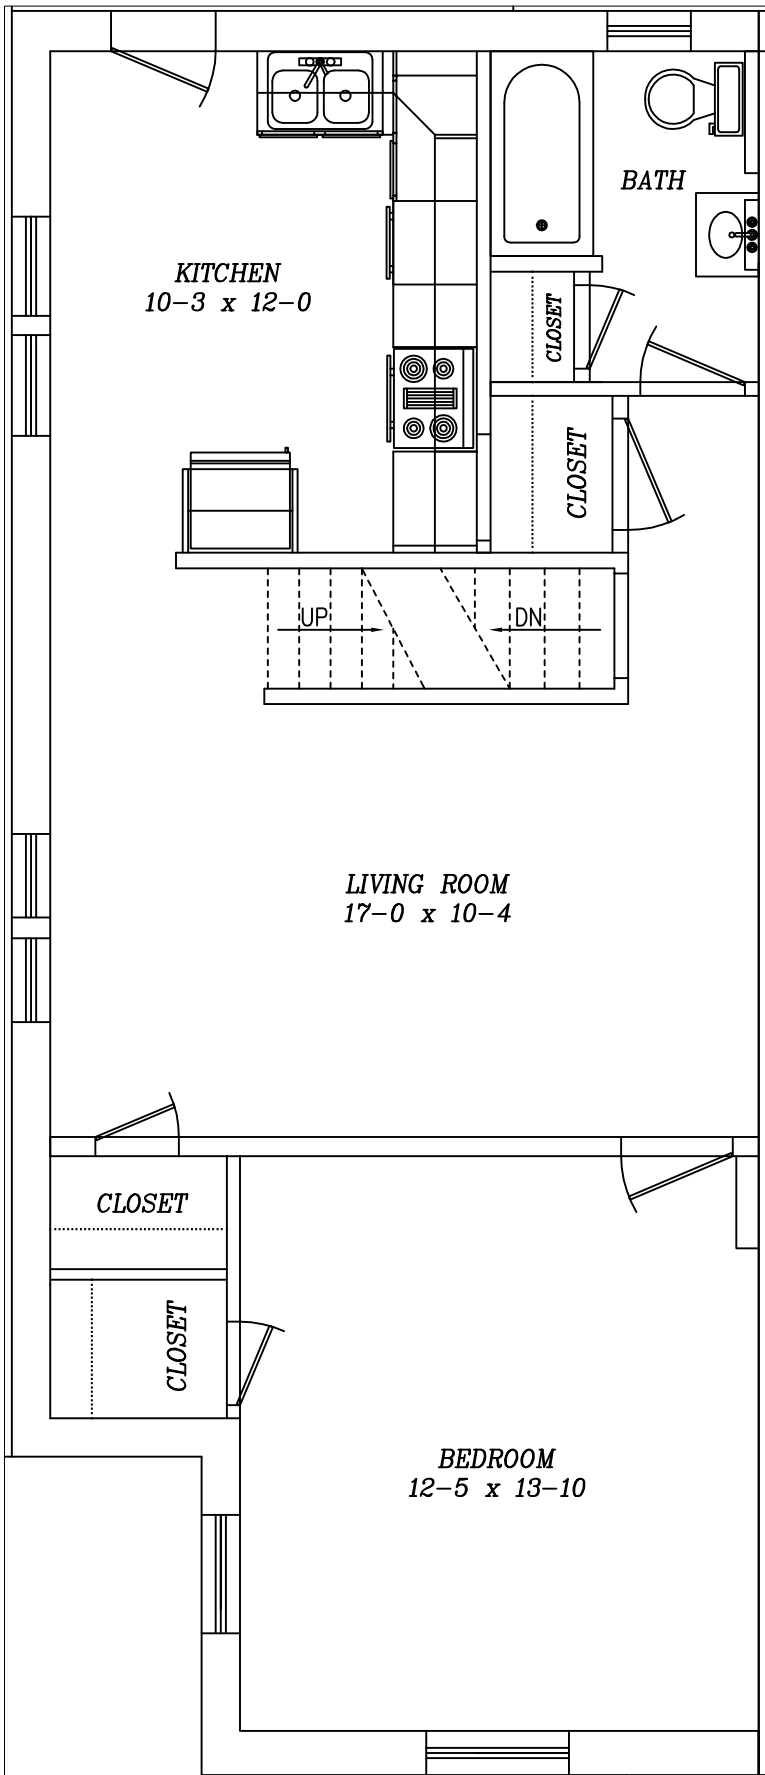 BATH
KITCHEN
10-3 x 12-0
CLOSET
CLOSET
UP
DN
LIVING ROOM
17-0 x 10-4
CLOSET
CLOSET
BEDROOM
12-5 x 13-10